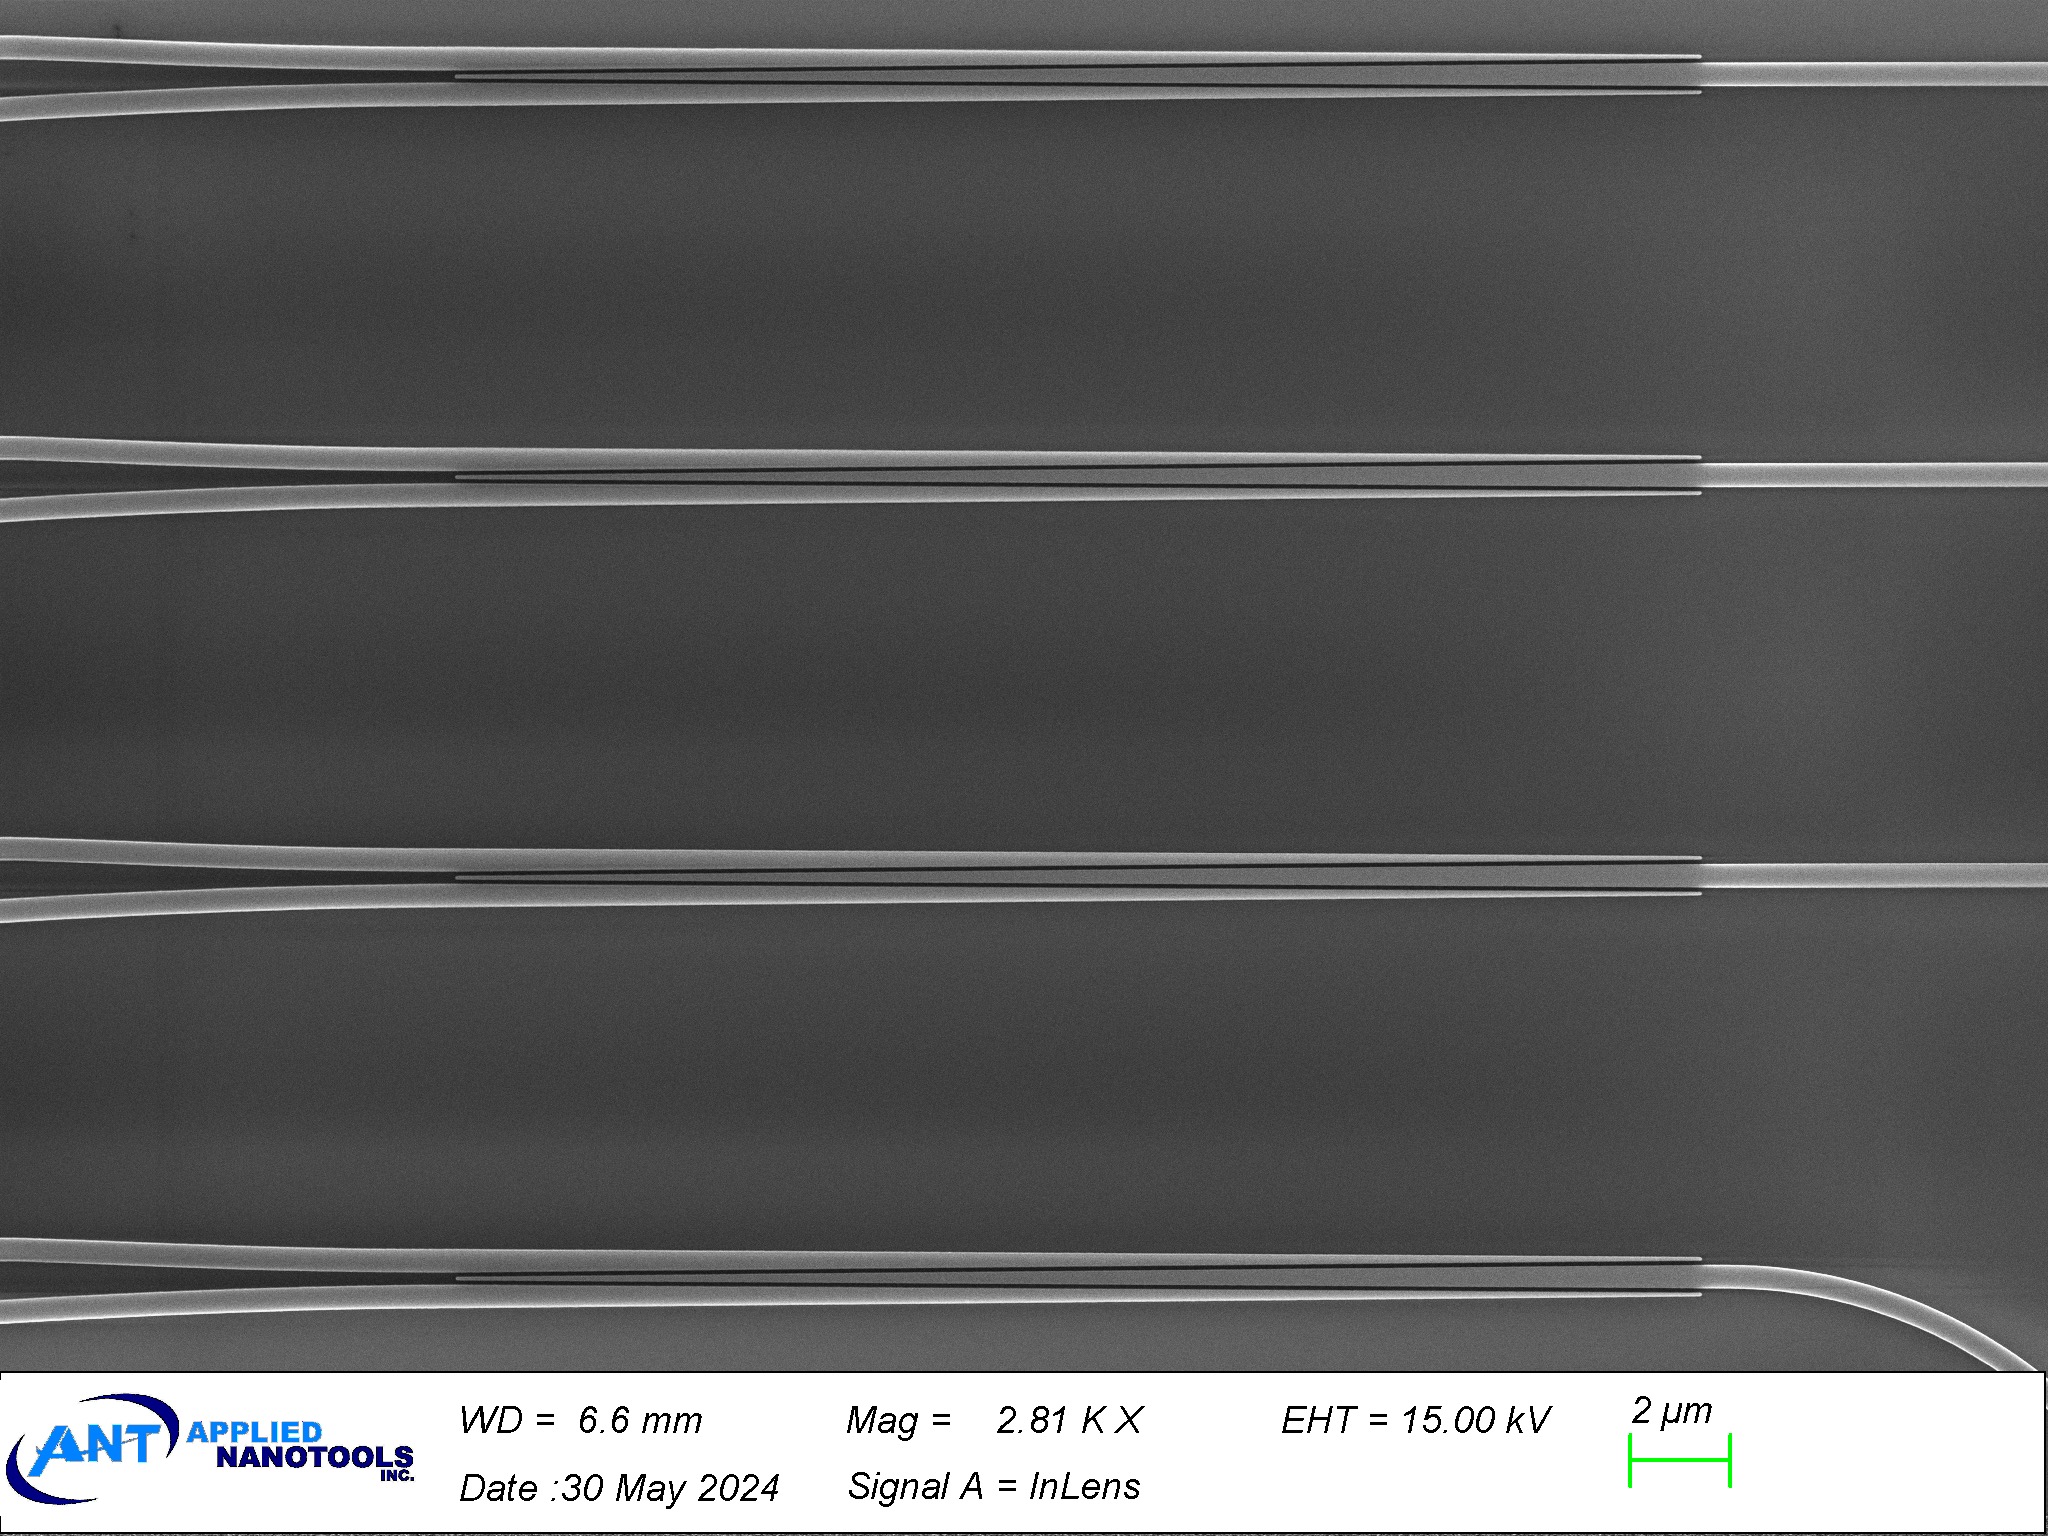 ANT APPLIED
NANOTOOLS
INC.
WD = 6.6 mm
Mag = 2.81 K X
EHT = 15.00 kV
2 µm
Date :30 May 2024
Signal A = InLens